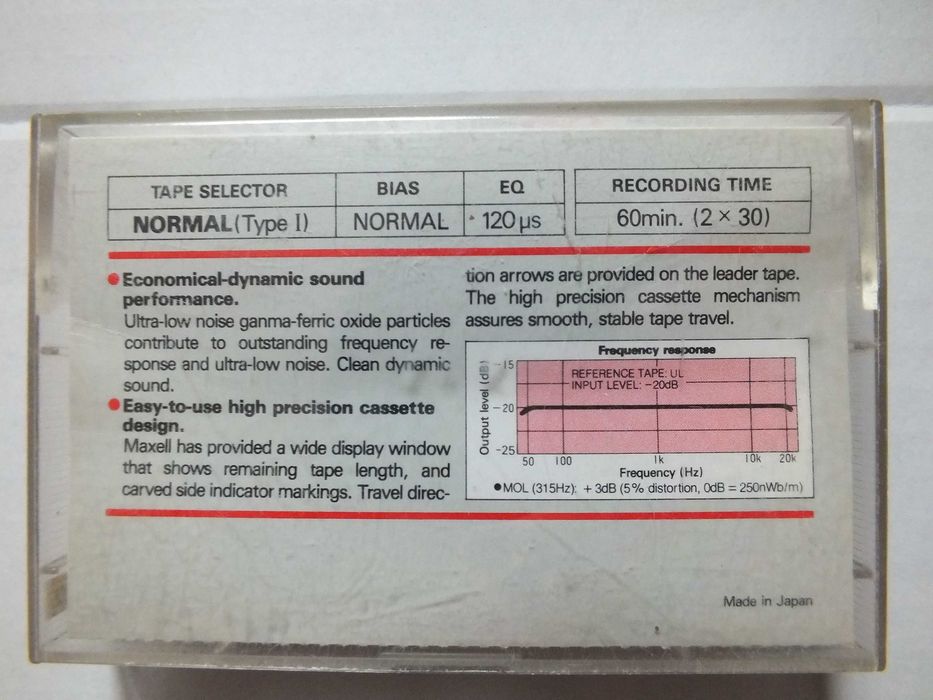 TAPE SELECTOR BIAS EQ RECORDING TIME
NORMAL (Type I) NORMAL 120 µs 60min. (2 × 30)
●Economical-dynamic sound
performance.
Ultra-low noise ganma-ferric oxide particles
contribute to outstanding frequency re-
sponse and ultra-low noise. Clean dynamic
sound.
●Easy-to-use high precision cassette
design.
Maxell has provided a wide display window
that shows remaining tape length, and
carved side indicator markings. Travel direc-
tion arrows are provided on the leader tape.
The high precision cassette mechanism
assures smooth, stable tape travel.
Frequency response
Output level (dB)
-15
-20
-25
REFERENCE TAPE: UL
INPUT LEVEL: -20dB
50 100 1k 10k 20k
Frequency (Hz)
●MOL (315Hz): +3dB (5% distortion, 0dB = 250nWb/m)
Made in Japan